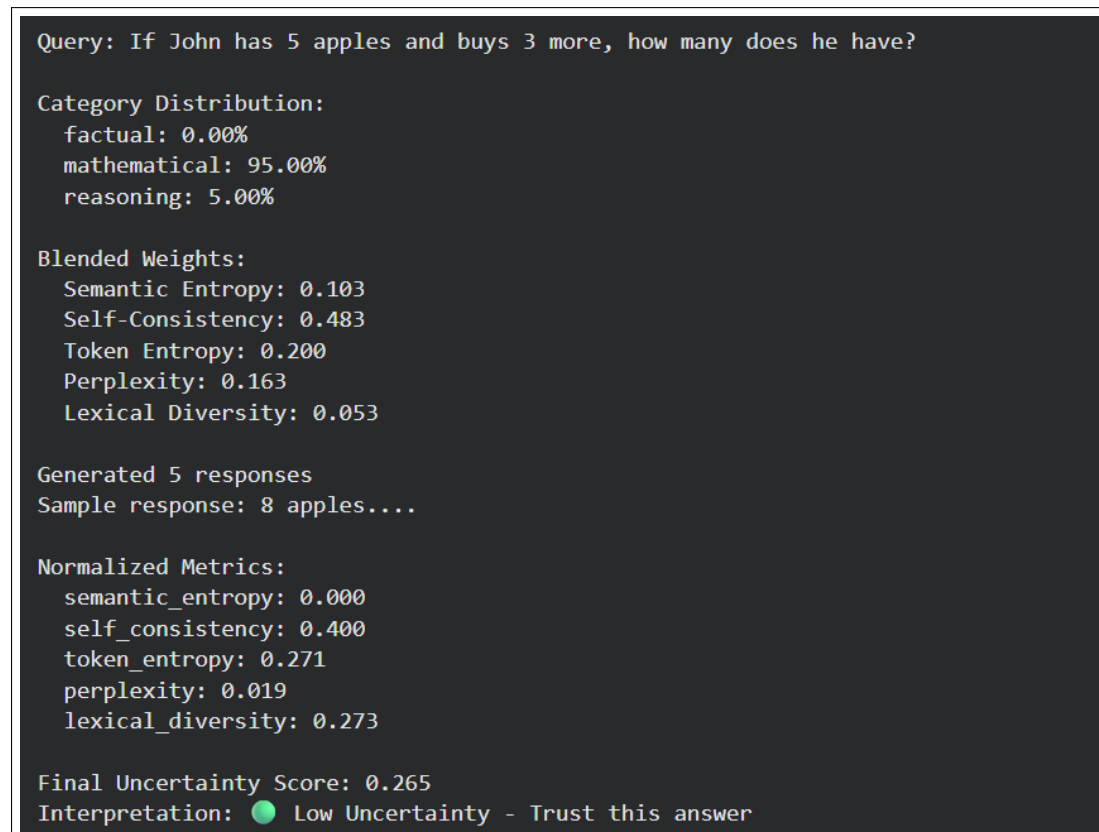 Query: If John has 5 apples and buys 3 more, how many does he have?
Category Distribution:
factual: 0.00%
mathematical: 95.00%
reasoning: 5.00%
Blended Weights:
Semantic Entropy: 0.103
Self-Consistency: 0.483
Token Entropy: 0.200
Perplexity: 0.163
Lexical Diversity: 0.053
Generated 5 responses
Sample response: 8 apples....
Normalized Metrics:
semantic_entropy: 0.000
self_consistency: 0.400
token_entropy: 0.271
perplexity: 0.019
lexical_diversity: 0.273
Final Uncertainty Score: 0.265
Interpretation: 🟢 Low Uncertainty - Trust this answer